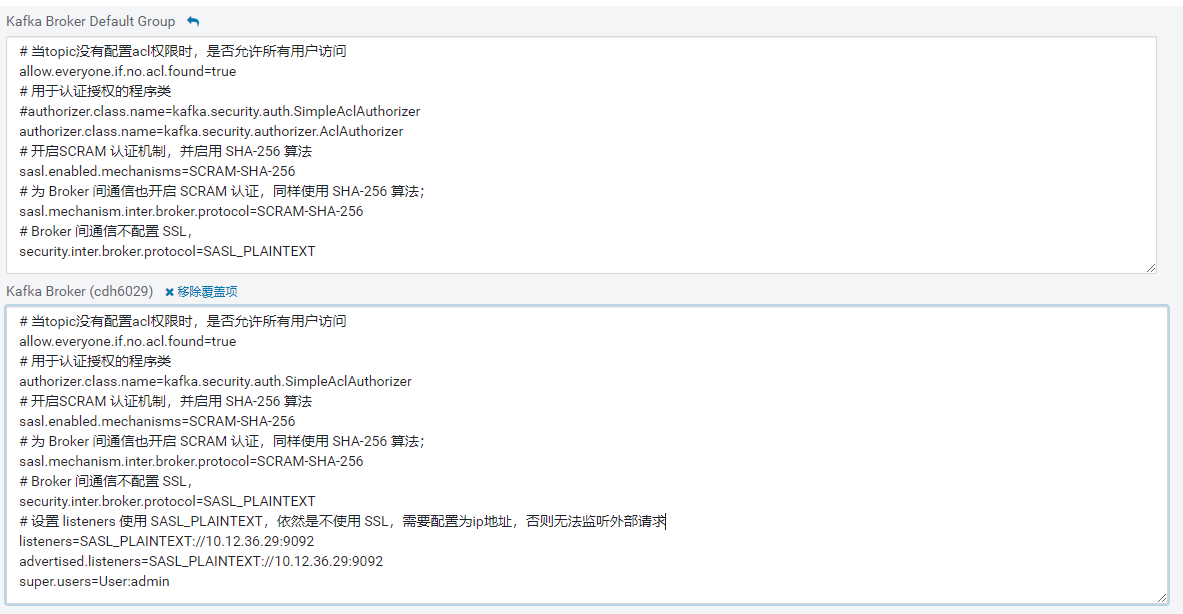 Kafka Broker Default Group
# 当topic没有配置acl权限时，是否允许所有用户访问
allow.everyone.if.no.acl.found=true
# 用于认证授权的程序类
#authorizer.class.name=kafka.security.auth.SimpleAclAuthorizer
authorizer.class.name=kafka.security.authorizer.AclAuthorizer
# 开启SCRAM 认证机制，并启用 SHA-256 算法
sasl.enabled.mechanisms=SCRAM-SHA-256
# 为 Broker 间通信也开启 SCRAM 认证，同样使用 SHA-256 算法；
sasl.mechanism.inter.broker.protocol=SCRAM-SHA-256
# Broker 间通信不配置 SSL，
security.inter.broker.protocol=SASL_PLAINTEXT
Kafka Broker (cdh6029) 移除覆盖项
# 当topic没有配置acl权限时，是否允许所有用户访问
allow.everyone.if.no.acl.found=true
# 用于认证授权的程序类
authorizer.class.name=kafka.security.auth.SimpleAclAuthorizer
# 开启SCRAM 认证机制，并启用 SHA-256 算法
sasl.enabled.mechanisms=SCRAM-SHA-256
# 为 Broker 间通信也开启 SCRAM 认证，同样使用 SHA-256 算法；
sasl.mechanism.inter.broker.protocol=SCRAM-SHA-256
# Broker 间通信不配置 SSL，
security.inter.broker.protocol=SASL_PLAINTEXT
# 设置 listeners 使用 SASL_PLAINTEXT，依然是不使用 SSL，需要配置为ip地址，否则无法监听外部请求
listeners=SASL_PLAINTEXT://10.12.36.29:9092
advertised.listeners=SASL_PLAINTEXT://10.12.36.29:9092
super.users=User:admin